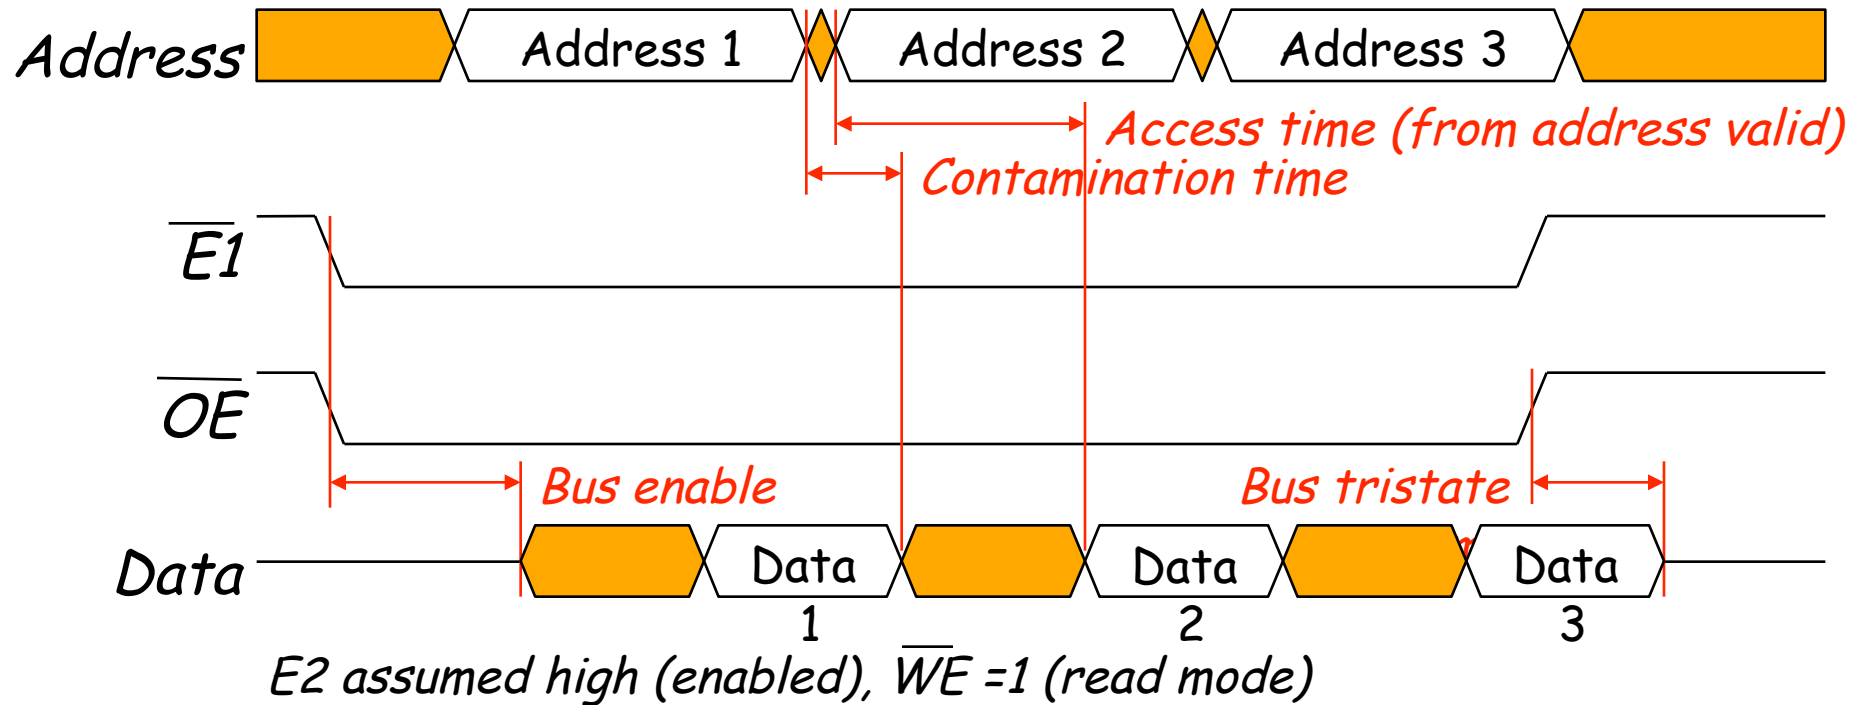 Address Address 1 Address 2 Address 3
Access time (from address valid)
Contamination time
E1
OE
Bus enable Bus tristate
Data Data Data Data
1 2 3
E2 assumed high (enabled), WE =1 (read mode)